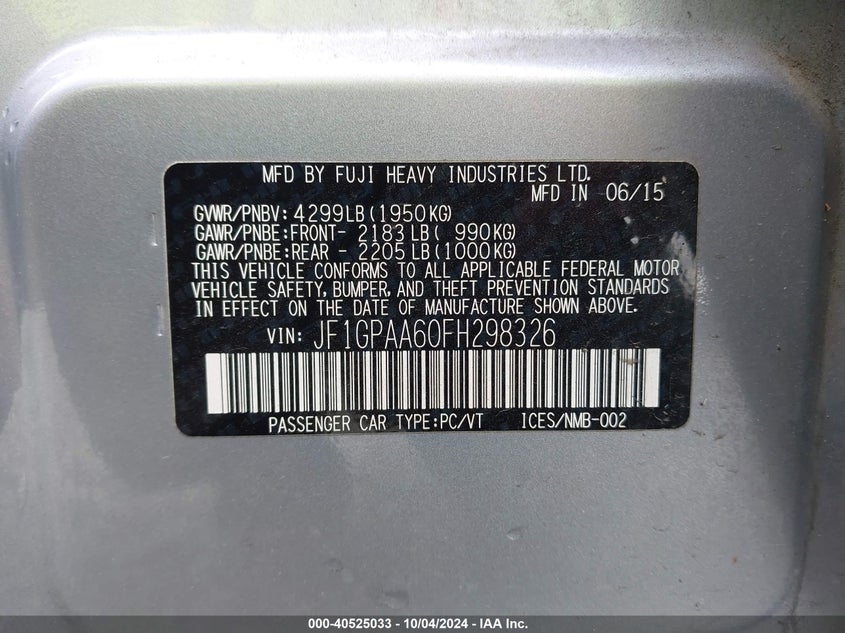 MFD BY FUJI HEAVY INDUSTRIES LTD.
MFD IN 06/15
GVWR/PNBV: 4299LB(1950KG)
GAWR/PNBE:FRONT- 2183LB( 990KG)
GAWR/PNBE:REAR - 2205LB(1000KG)
THIS VEHICLE CONFORMS TO ALL APPLICABLE FEDERAL MOTOR
VEHICLE SAFETY, BUMPER, AND THEFT PREVENTION STANDARDS
IN EFFECT ON THE DATE OF MANUFACTURE SHOWN ABOVE.
VIN: JF1GPAA60FH298326
PASSENGER CAR TYPE:PC/VT ICES/NMB-002
000-40525033 - 10/04/2024 - IAA Inc.